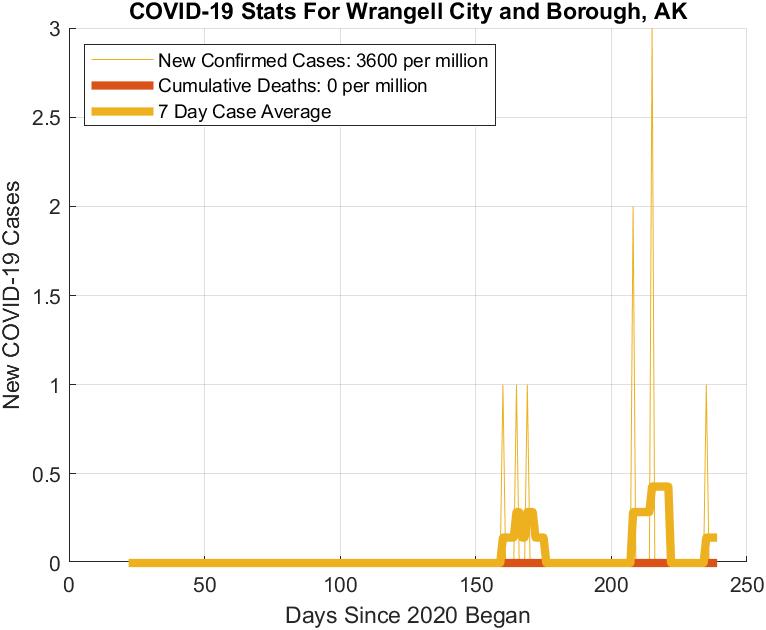 COVID-19 Stats For Wrangell City and Borough, AK
New Confirmed Cases: 3600 per million
Cumulative Deaths: 0 per million
7 Day Case Average
New COVID-19 Cases
3
2.5
2
1.5
1
0.5
0
0 50 100 150 200 250
Days Since 2020 Began